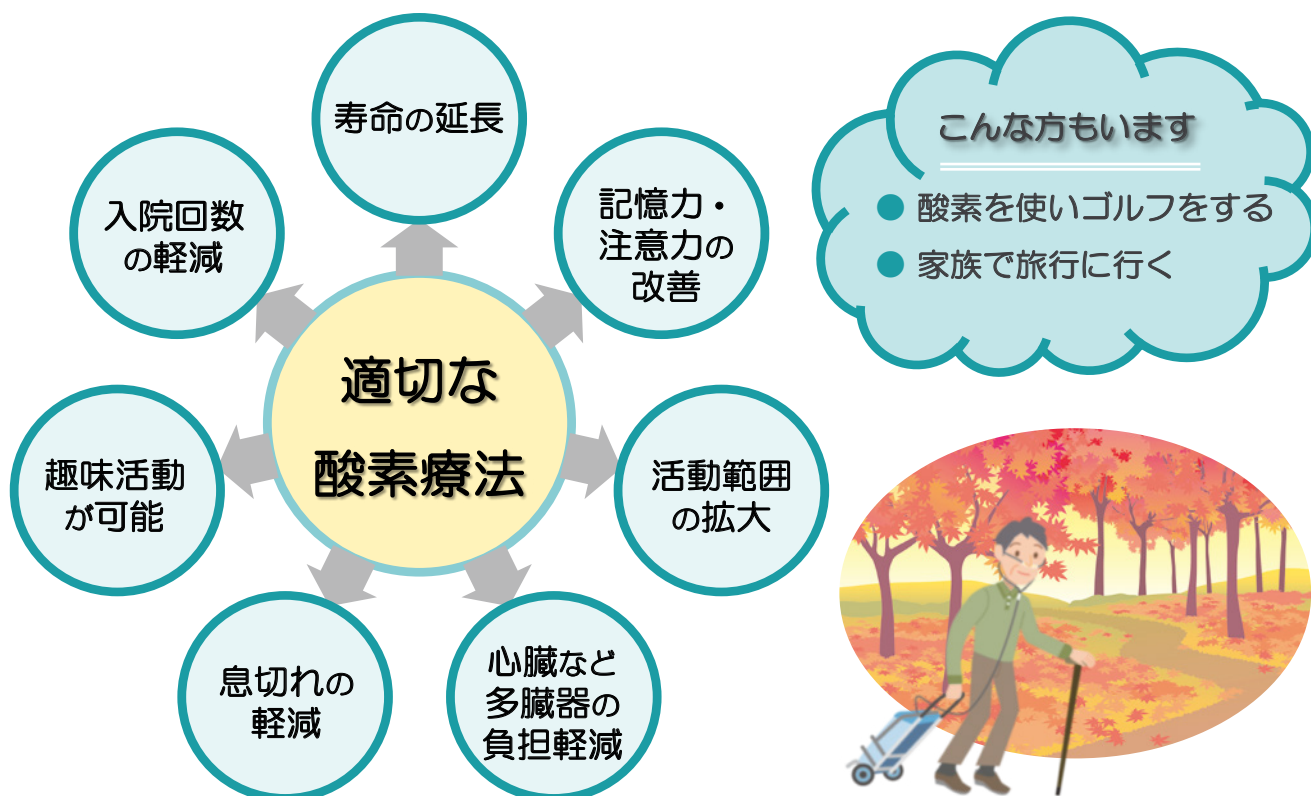 寿命の延長
記憶力・
注意力の
改善
活動範囲
の拡大
心臓など
多臓器の
負担軽減
息切れの
軽減
趣味活動
が可能
入院回数
の軽減
適切な
酸素療法
こんな方もいます
● 酸素を使いゴルフをする
● 家族で旅行に行く